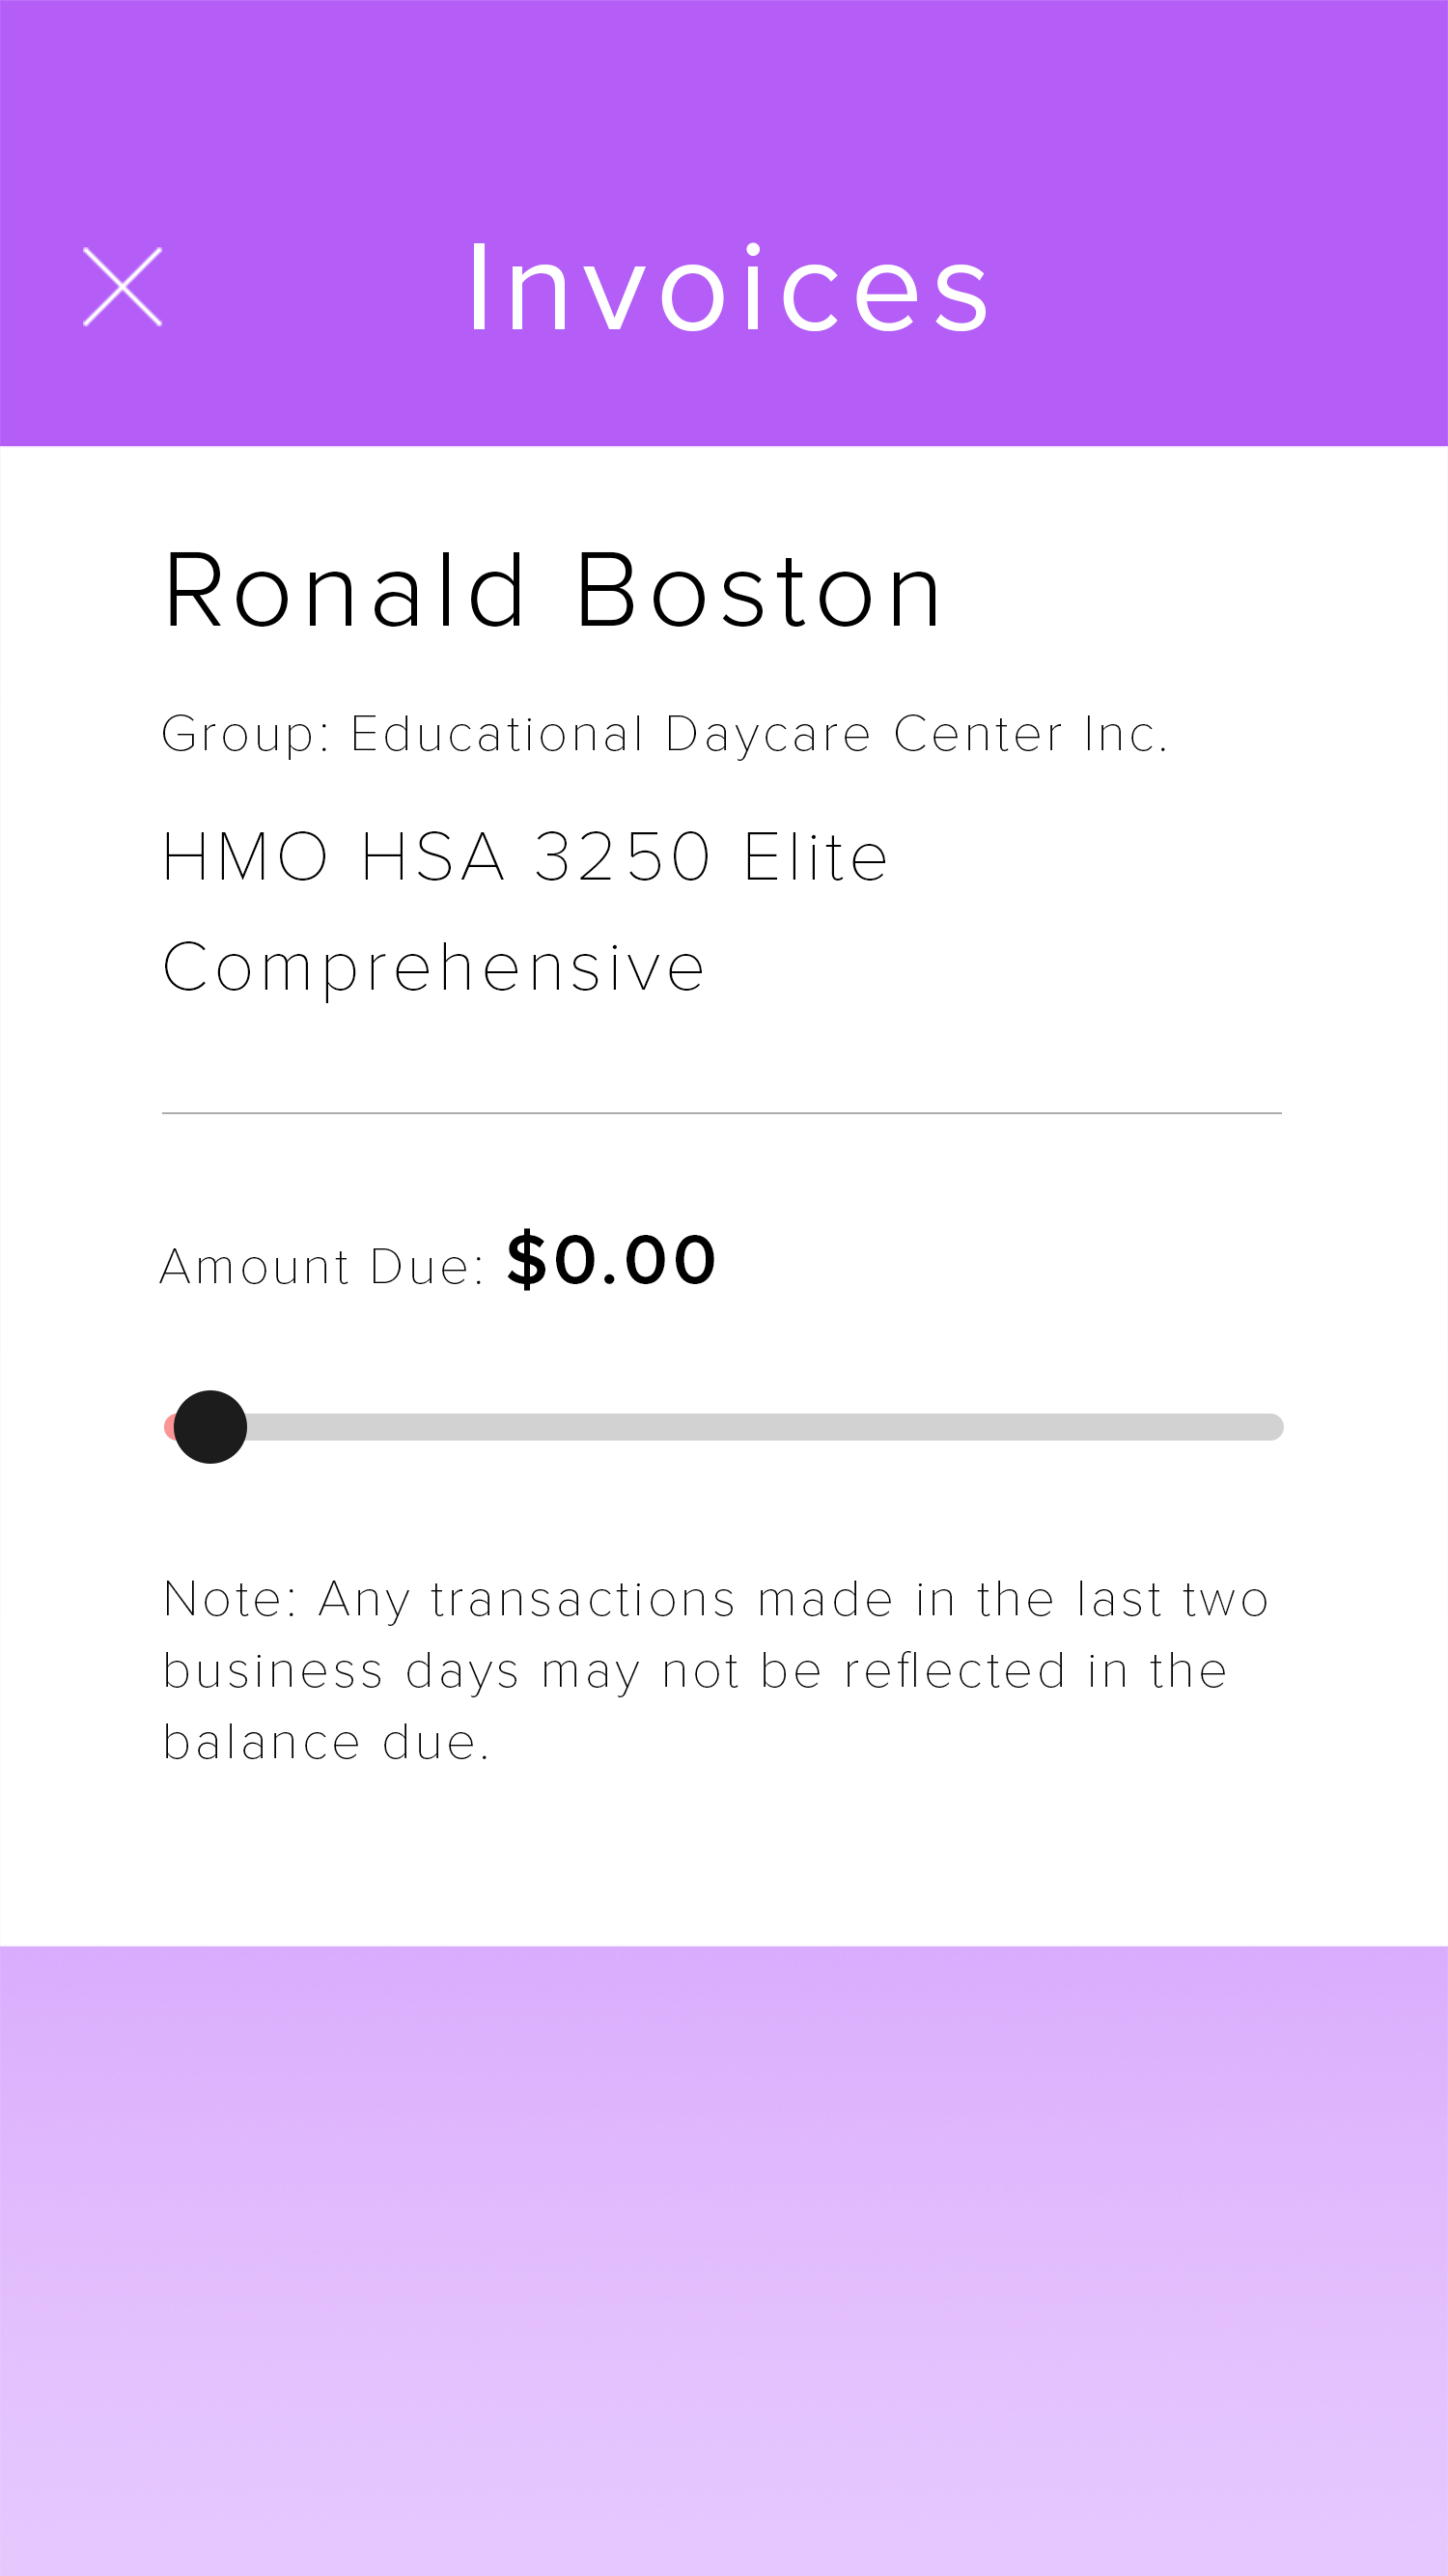 Invoices
Ronald Boston
Group: Educational Daycare Center Inc.
HMO HSA 3250 Elite
Comprehensive
Amount Due: $0.00
Note: Any transactions made in the last two
business days may not be reflected in the
balance due.